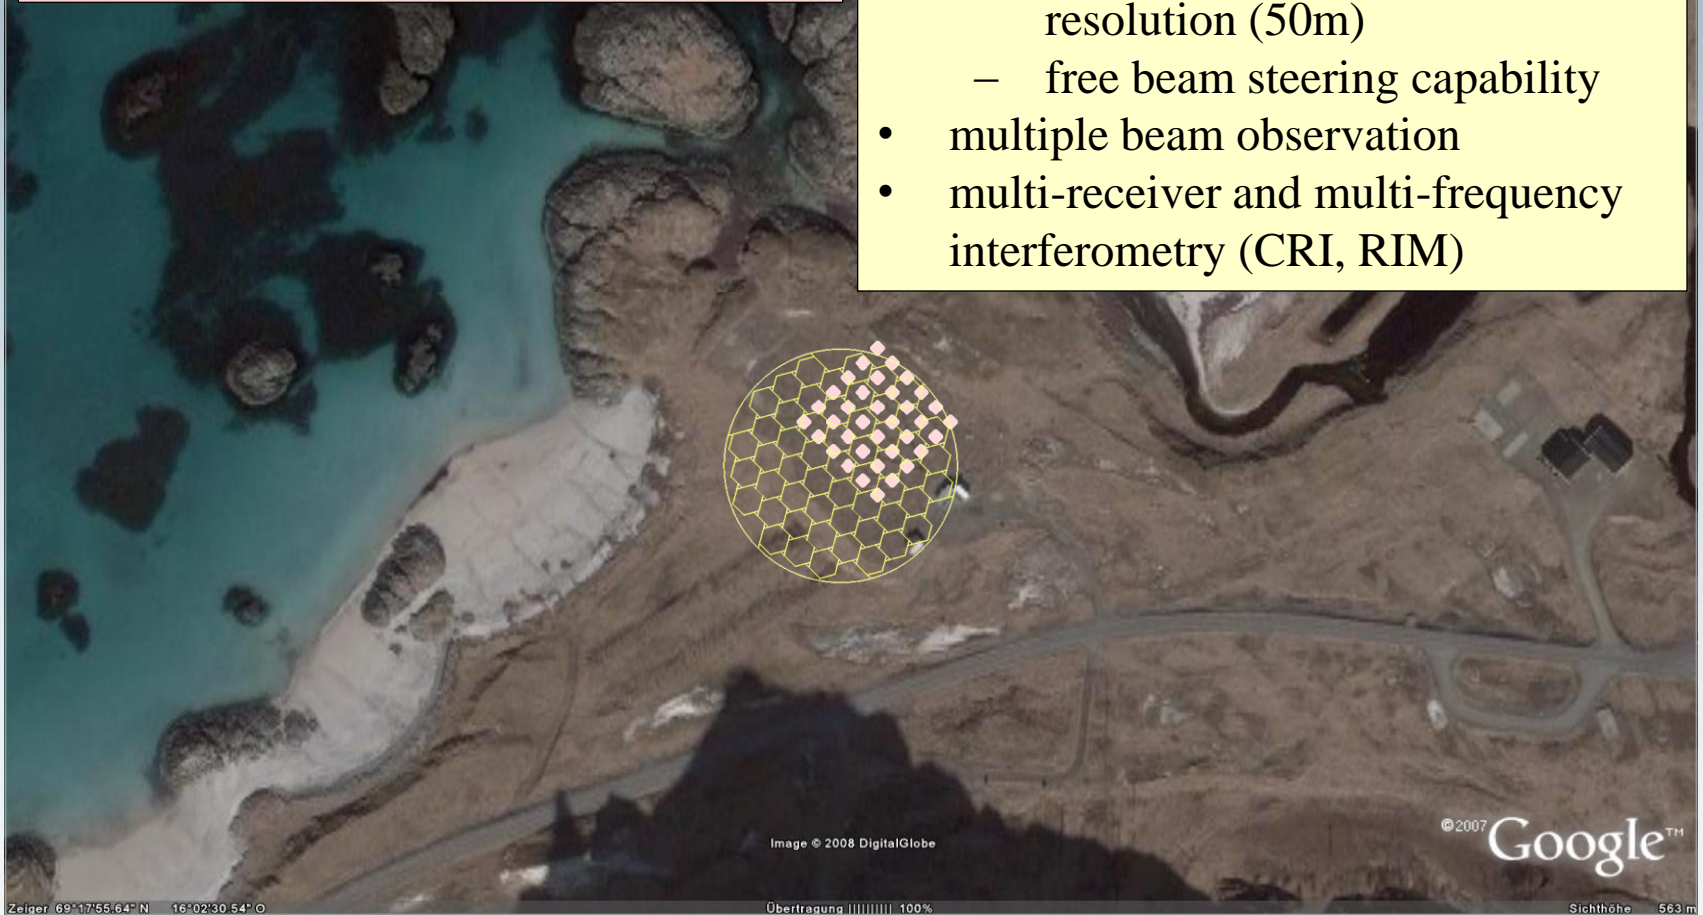 resolution (50m)
– free beam steering capability
• multiple beam observation
• multi-receiver and multi-frequency
interferometry (CRI, RIM)
©2007 Google™
Image © 2008 DigitalGlobe
Zeiger 69°17'55,64" N 16°02'30.54" O
Übertragung |||||||||| 100%
Sichthöhe 563 m